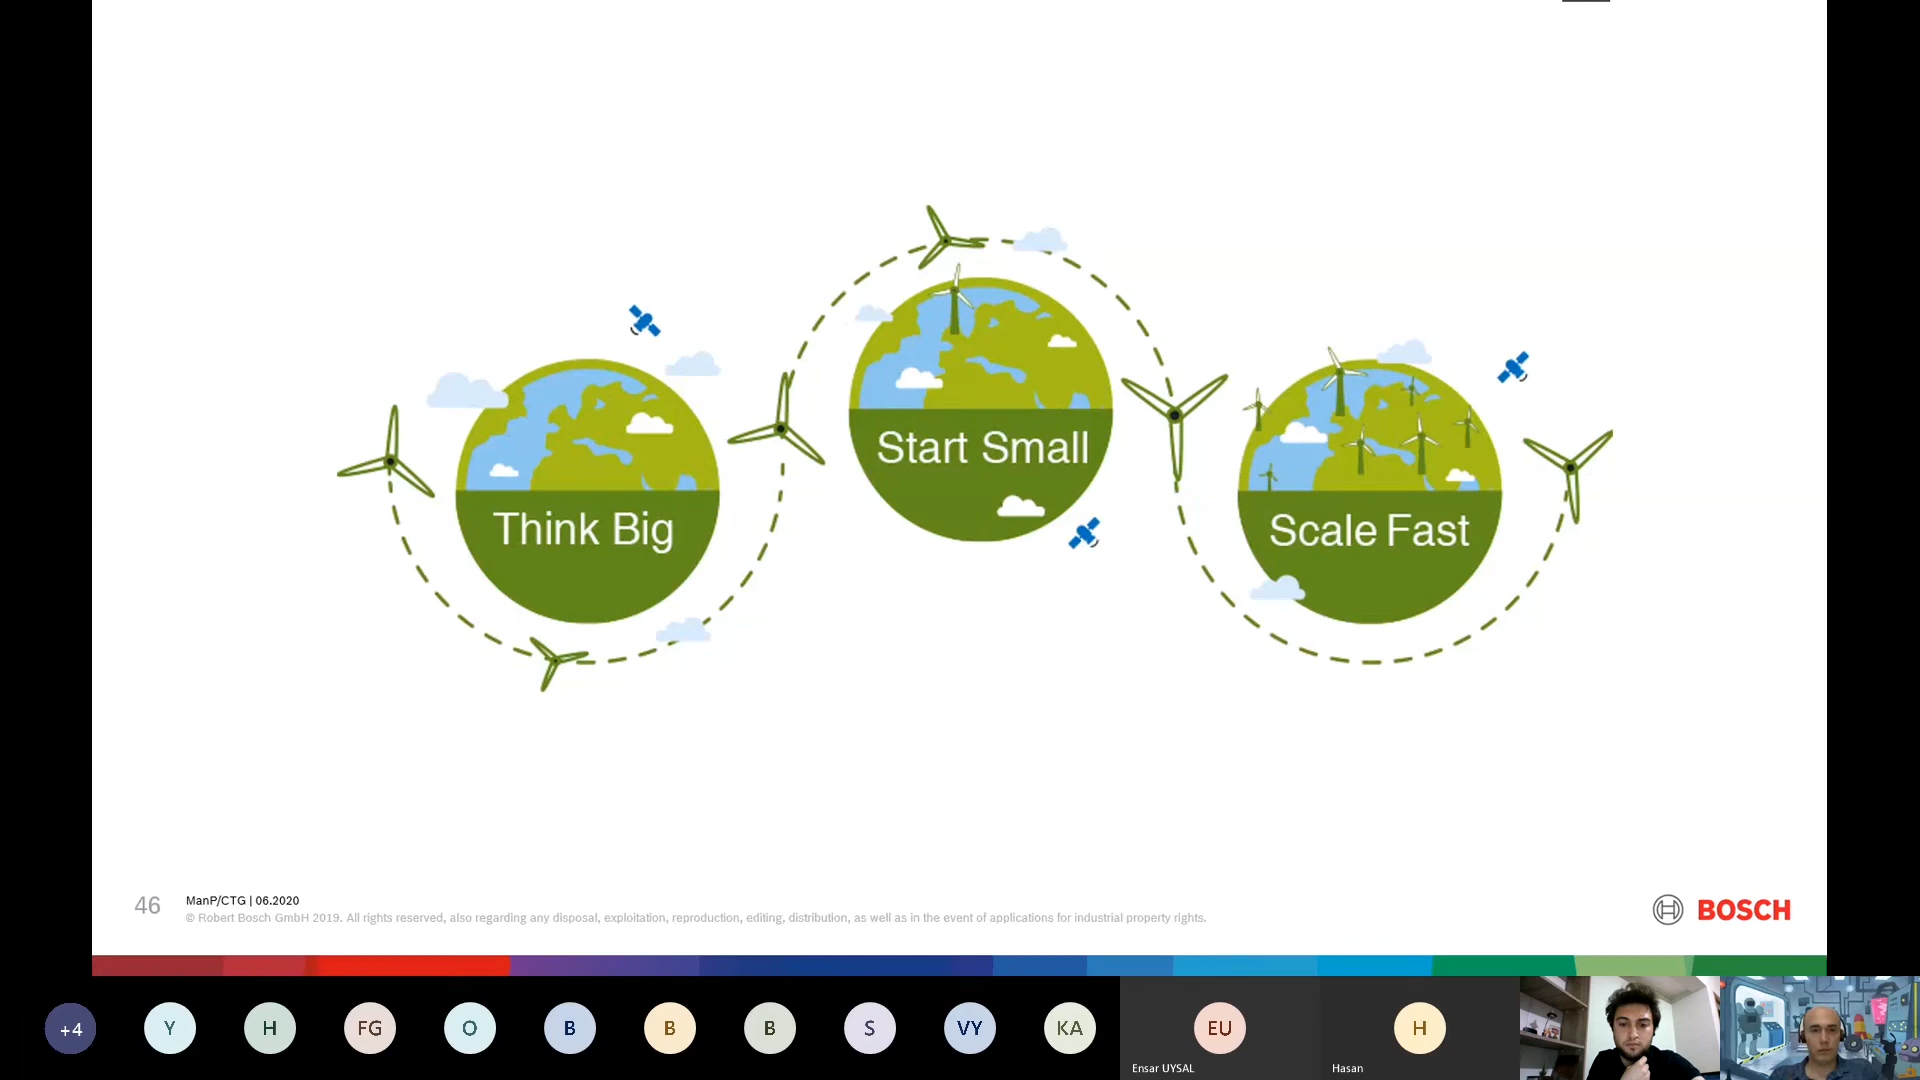 Start Small
Think Big
Scale Fast
46
ManP/CTG | 06.2020
© Robert Bosch GmbH 2019. All rights reserved, also regarding any disposal, exploitation, reproduction, editing, distribution, as well as in the event of applications for industrial property rights.
BOSCH
+4
Y
H
FG
O
B
B
B
S
VY
KA
EU
H
Ensar UYSAL
Hasan